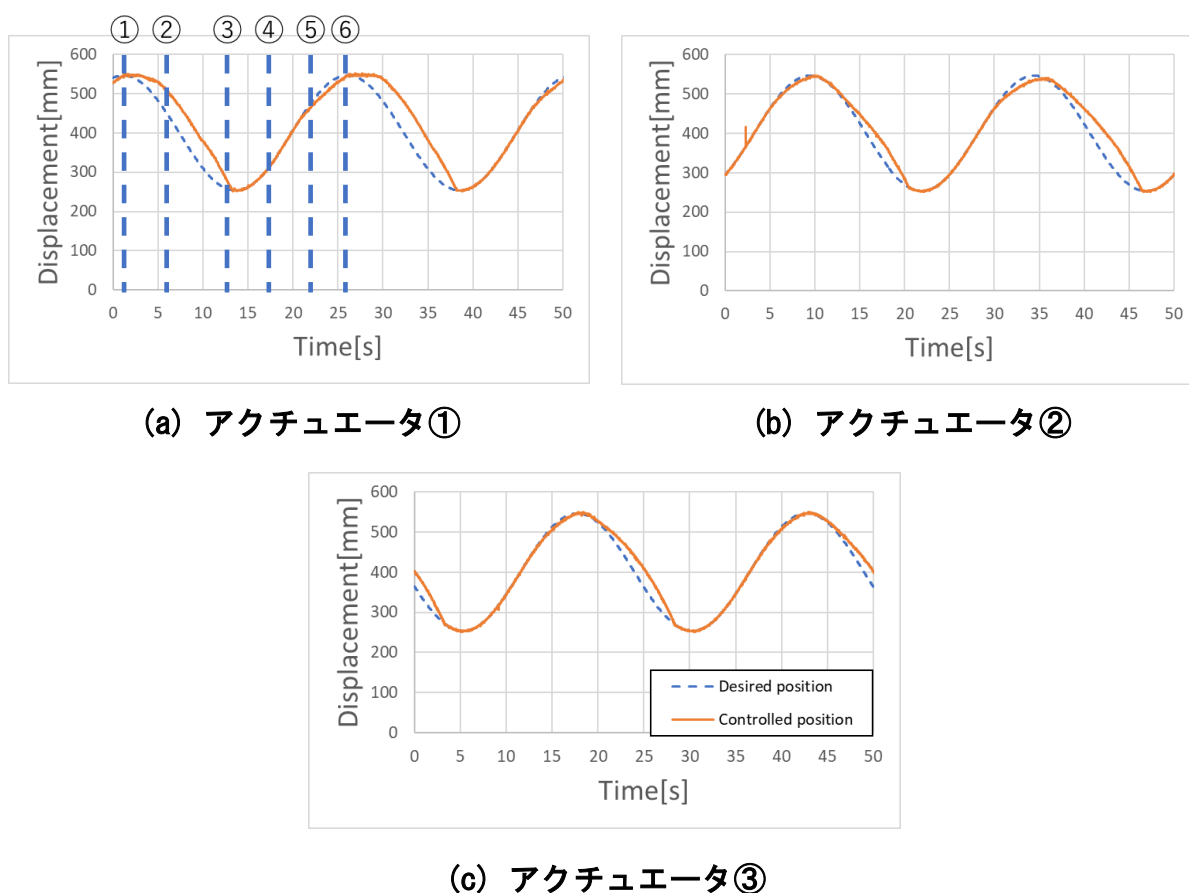 ① ② ③ ④ ⑤ ⑥
600
500
400
300
200
100
0
Displacement[mm]
0 5 10 15 20 25 30 35 40 45 50
Time[s]
(a) アクチュエータ①
600
500
400
300
200
100
0
Displacement[mm]
0 5 10 15 20 25 30 35 40 45 50
Time[s]
(b) アクチュエータ②
600
500
400
300
200
100
0
Displacement[mm]
Desired position
Controlled position
0 5 10 15 20 25 30 35 40 45 50
Time[s]
(c) アクチュエータ③